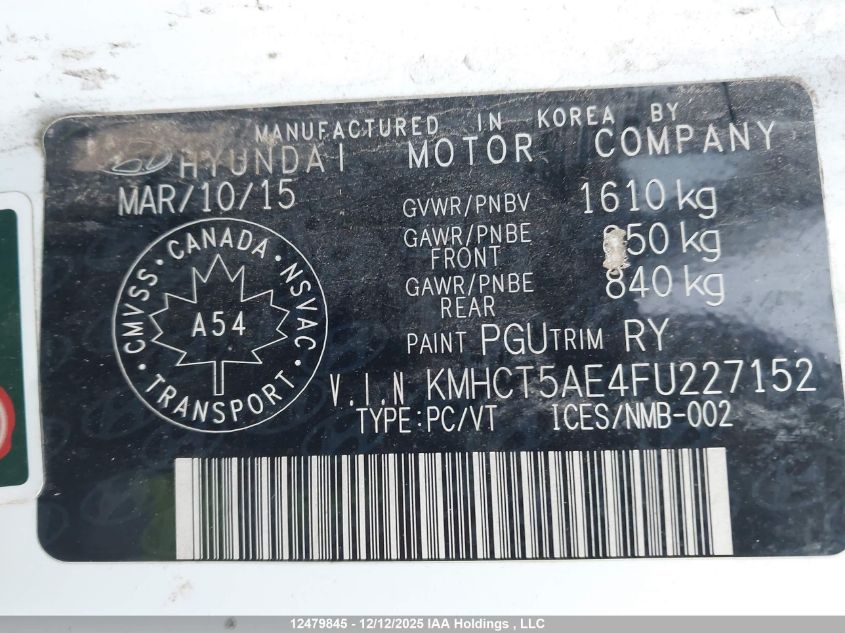 MANUFACTURED IN KOREA BY
HYUNDAI MOTOR COMPANY
MAR/10/15
GVWR/PNBV 1610 kg
GAWR/PNBE FRONT 50 kg
GAWR/PNBE REAR 840 kg
PAINT PGU TRIM RY
V.I.N KMHCT5AE4FU227152
TYPE:PC/VT ICES/NMB-002
CMVSS · CANADA · NSVAC · TRANSPORT ·
A54
12479845 - 12/12/2025 IAA Holdings , LLC